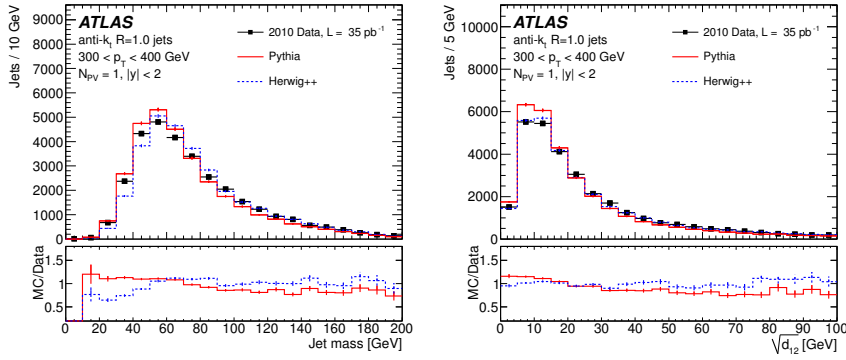 ATLAS
anti-k_t R=1.0 jets
300 < p_T < 400 GeV
N_PV = 1, |y| < 2
2010 Data, L = 35 pb⁻¹
Pythia
Herwig++
Jets / 10 GeV
9000
8000
7000
6000
5000
4000
3000
2000
1000
0
MC/Data
1.5
1
0.5
0 20 40 60 80 100 120 140 160 180 200
Jet mass [GeV]
ATLAS
anti-k_t R=1.0 jets
300 < p_T < 400 GeV
N_PV = 1, |y| < 2
2010 Data, L = 35 pb⁻¹
Pythia
Herwig++
Jets / 5 GeV
10000
8000
6000
4000
2000
0
MC/Data
1.5
1
0.5
0 10 20 30 40 50 60 70 80 90 100
√d₁₂ [GeV]